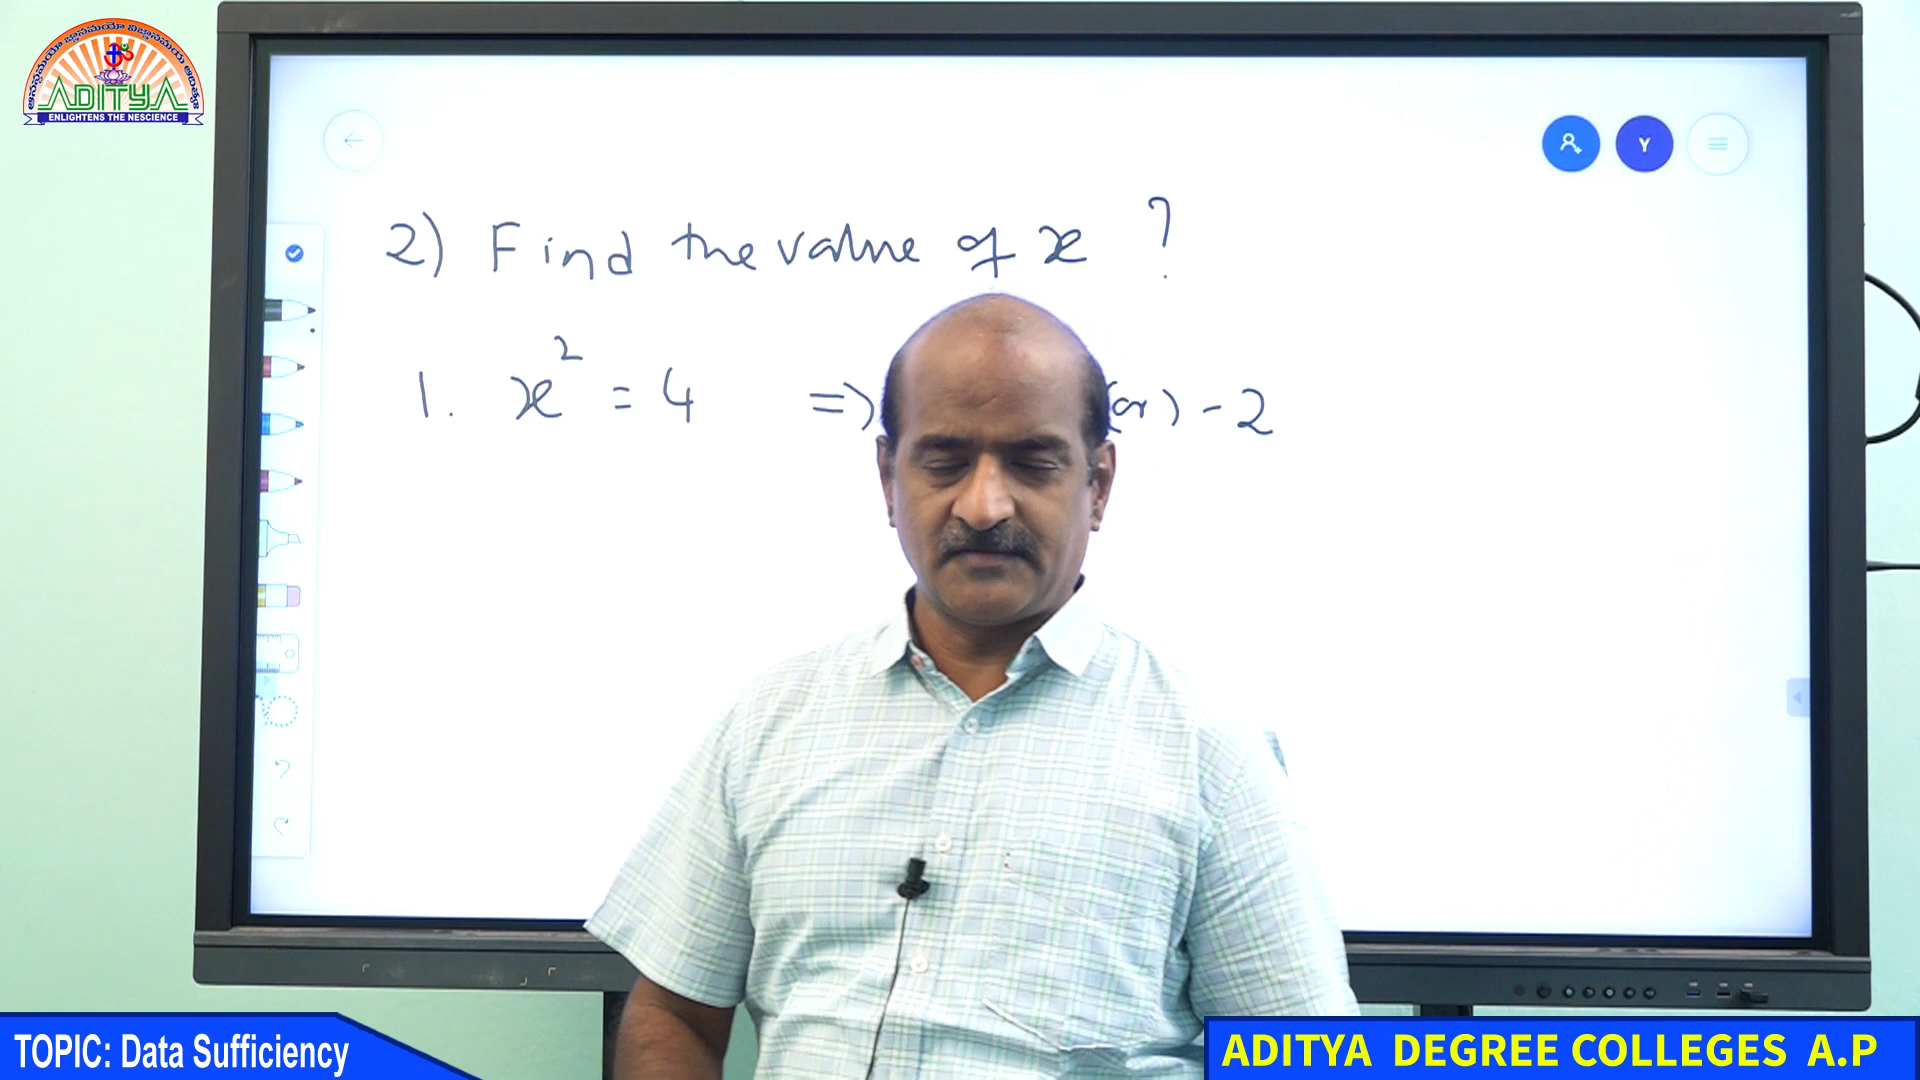 ADITYA
ENLIGHTENS THE NESCIENCE
Y
2) Find the value of x ?
1. x² = 4 => (or) - 2
TOPIC: Data Sufficiency
ADITYA DEGREE COLLEGES A.P